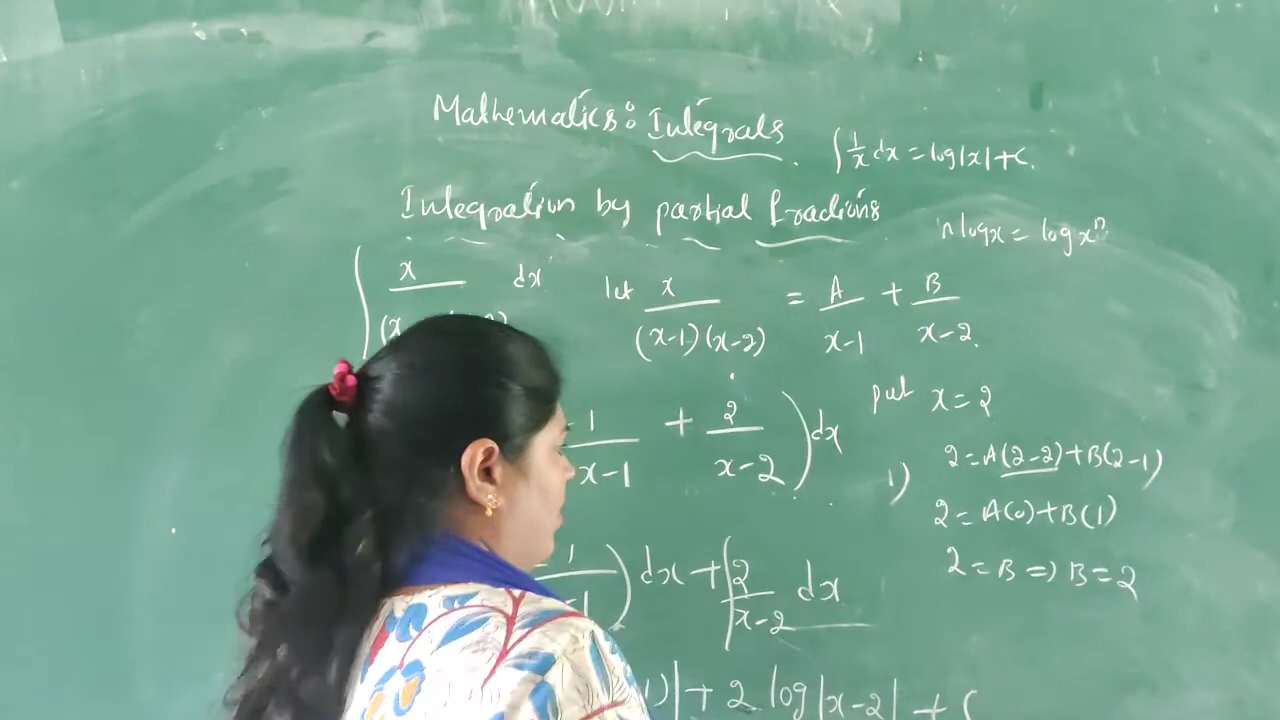 Mathematics: Integrals
∫ 1/x dx = log|x| + C.
Integration by partial fractions
n logx = log xⁿ
∫ x dx
let x/(x-1)(x-2) = A/x-1 + B/x-2.
put x = 2
1/x-1 + 2/x-2 ) dx
1) 2 = A(2-2) + B(2-1)
2 = A(0) + B(1)
) dx + ∫ 2/x-2 dx
2 = B => B = 2
1)| + 2 log|x-2| + C